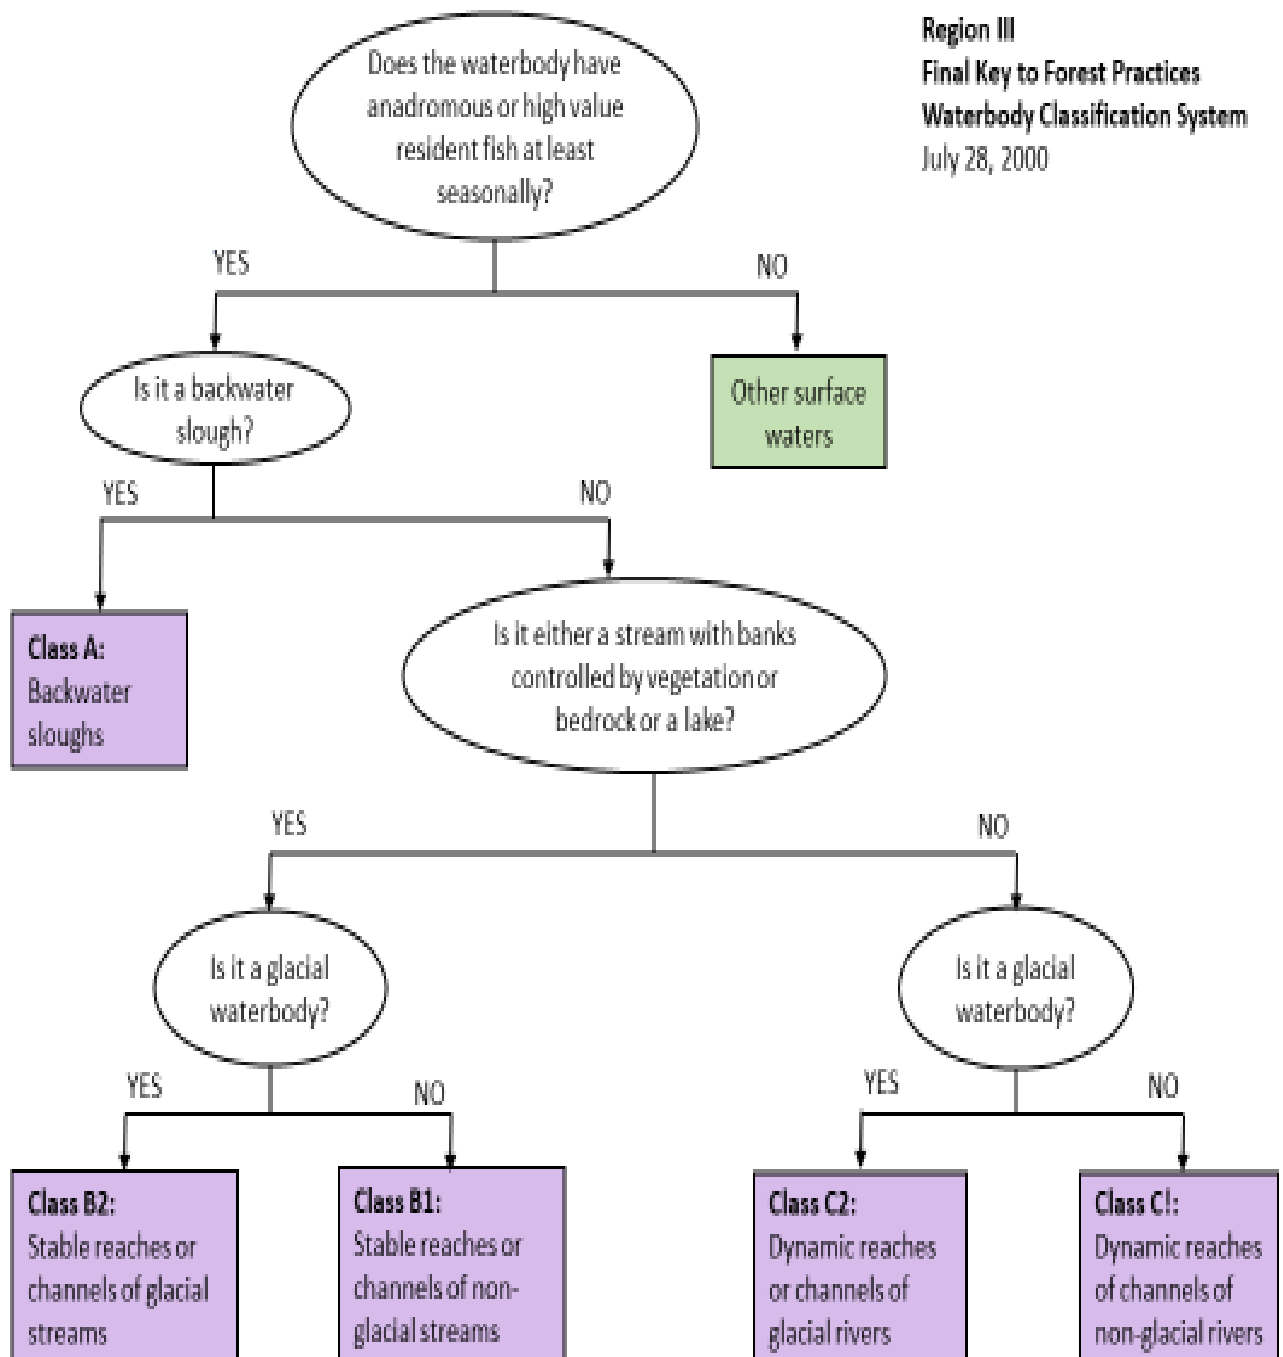 Region III
Final Key to Forest Practices
Waterbody Classification System
July 28, 2000
Does the waterbody have
anadromous or high value
resident fish at least
seasonally?
YES
NO
Is it a backwater
slough?
Other surface
waters
YES
NO
Class A:
Backwater
sloughs
Is it either a stream with banks
controlled by vegetation or
bedrock or a lake?
YES
NO
Is it a glacial
waterbody?
Is it a glacial
waterbody?
YES
NO
YES
NO
Class B2:
Stable reaches or
channels of glacial
streams
Class B1:
Stable reaches or
channels of non-
glacial streams
Class C2:
Dynamic reaches
or channels of
glacial rivers
Class C!:
Dynamic reaches
of channels of
non-glacial rivers